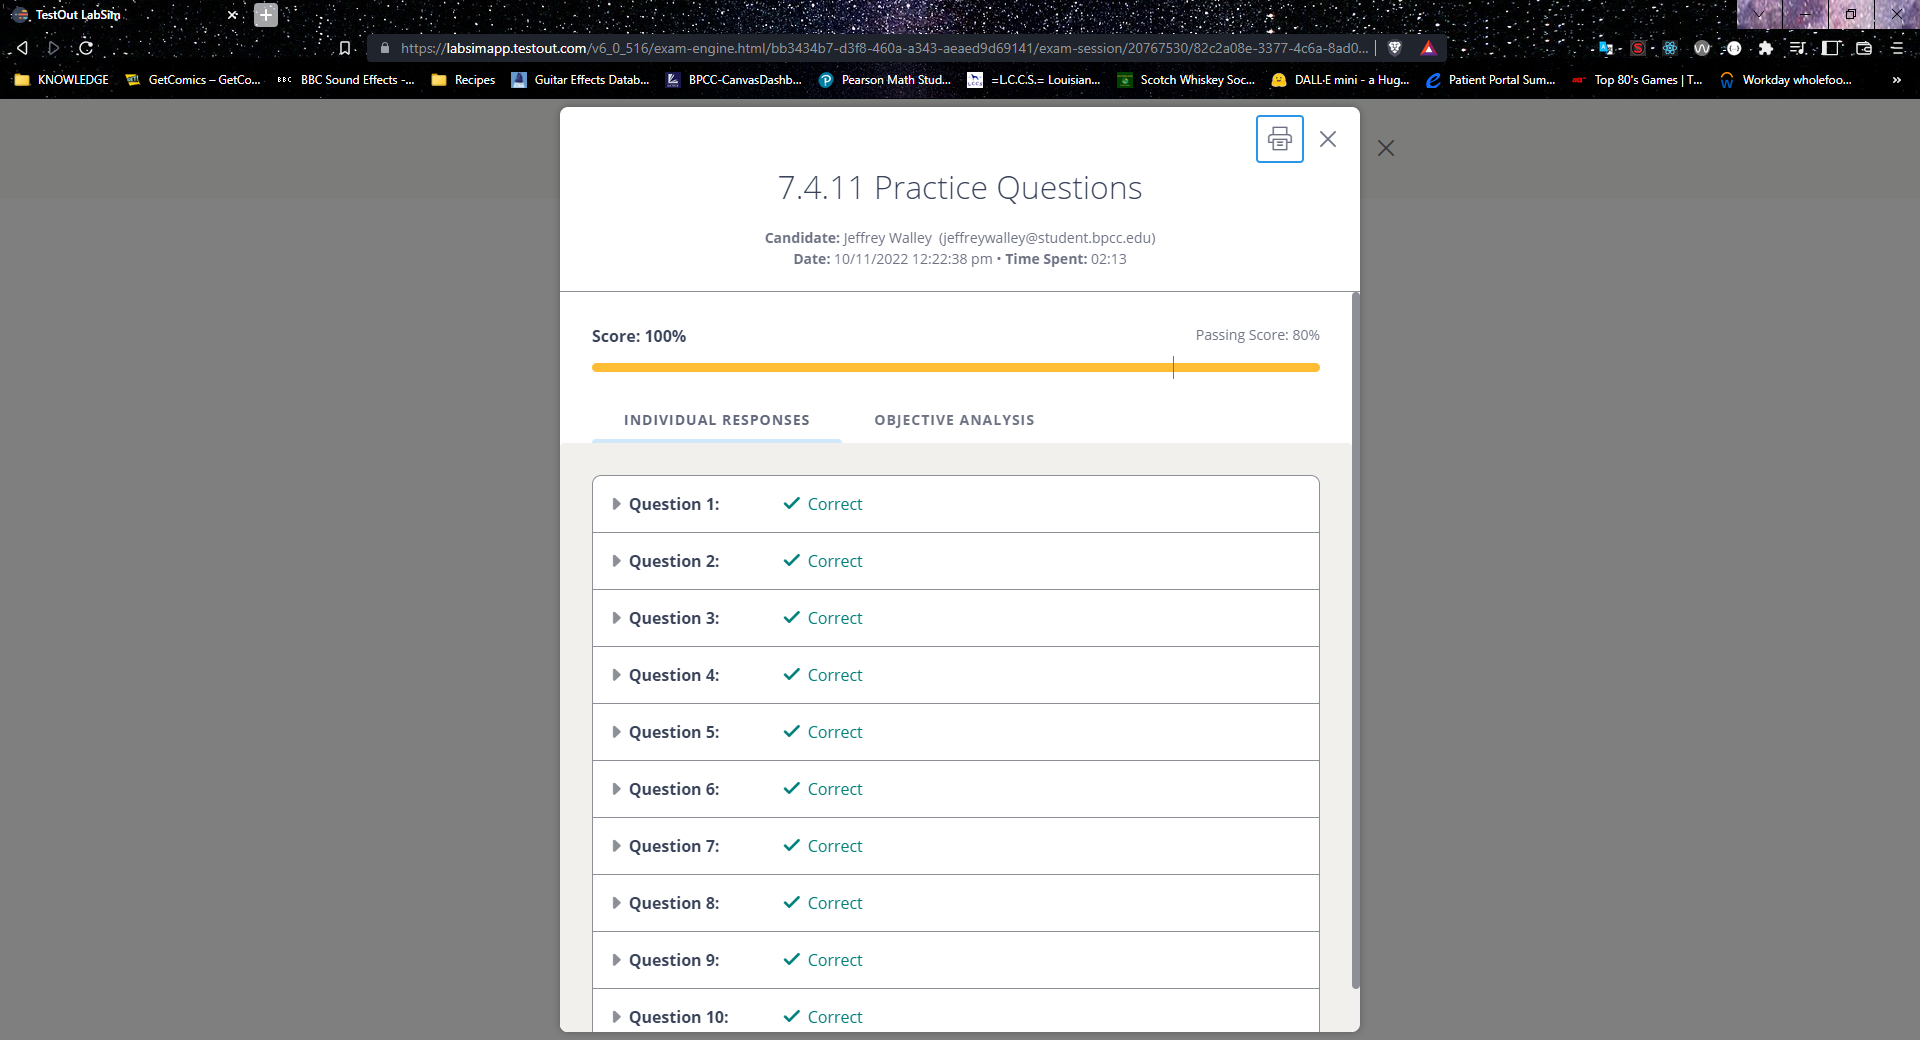 TestOut LabSim
https://labsimapp.testout.com/v6_0_516/exam-engine.html/bb3434b7-d3f8-460a-a343-aeaed9d69141/exam-session/20767530/82c2a08e-3377-4c6a-8ad0...
KNOWLEDGE GetComics – GetCo... BBC BBC Sound Effects -... Recipes Guitar Effects Datab... BPCC-CanvasDashb... Pearson Math Stud... =L.C.C.S.= Louisian... Scotch Whiskey Soc... DALL·E mini - a Hug... Patient Portal Sum... Top 80's Games | T... Workday wholefoo... »
7.4.11 Practice Questions
Candidate: Jeffrey Walley (jeffreywalley@student.bpcc.edu)
Date: 10/11/2022 12:22:38 pm • Time Spent: 02:13
Score: 100% Passing Score: 80%
INDIVIDUAL RESPONSES OBJECTIVE ANALYSIS
Question 1: Correct
Question 2: Correct
Question 3: Correct
Question 4: Correct
Question 5: Correct
Question 6: Correct
Question 7: Correct
Question 8: Correct
Question 9: Correct
Question 10: Correct